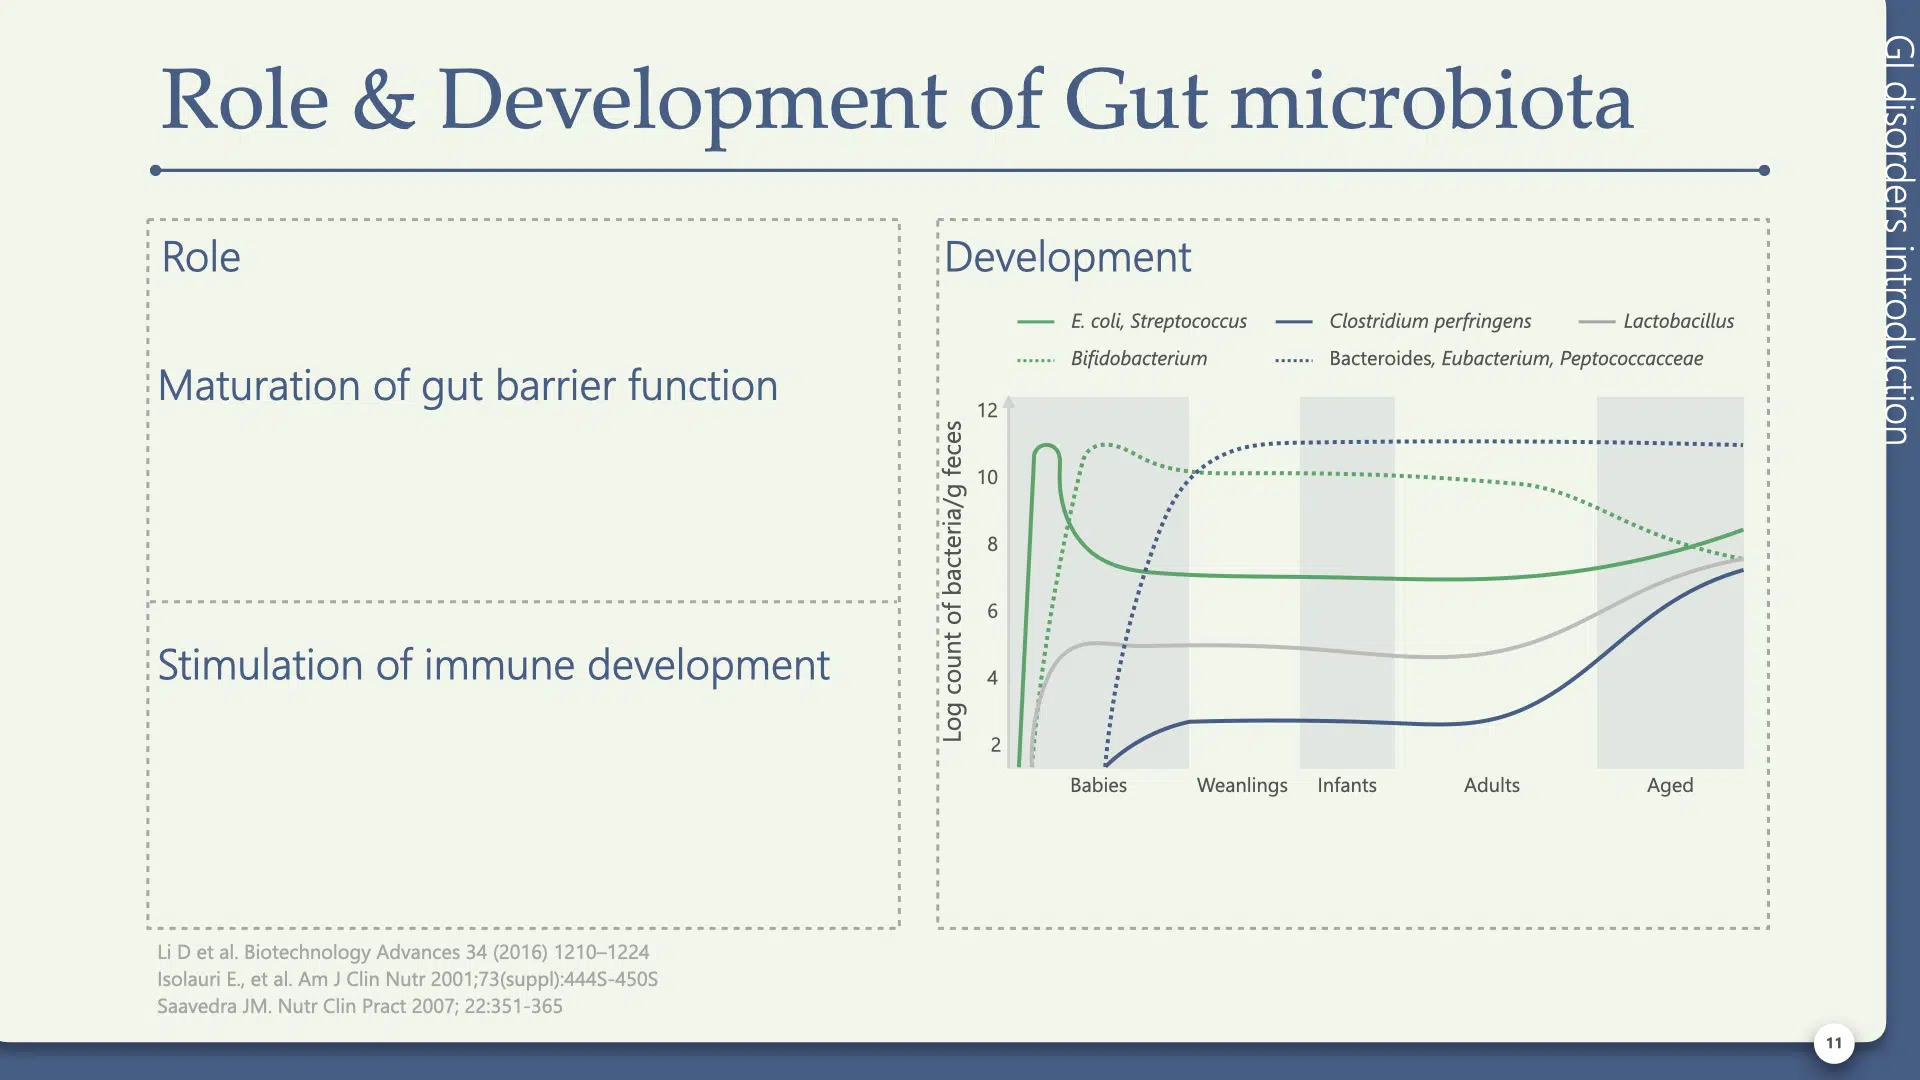 Role & Development of Gut microbiota
GI disorders introduction
Role
Maturation of gut barrier function
Stimulation of immune development
Development
E. coli, Streptococcus
Clostridium perfringens
Lactobacillus
Bifidobacterium
Bacteroides, Eubacterium, Peptococcacceae
Log count of bacteria/g feces
12
10
8
6
4
2
Babies
Weanlings
Infants
Adults
Aged
Li D et al. Biotechnology Advances 34 (2016) 1210–1224
Isolauri E., et al. Am J Clin Nutr 2001;73(suppl):444S-450S
Saavedra JM. Nutr Clin Pract 2007; 22:351-365
11